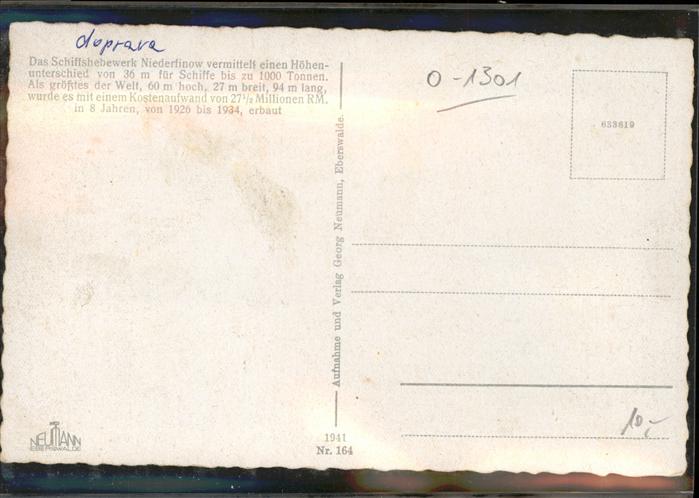 doprava
Das Schiffshebewerk Niederfinow vermittelt einen Höhen-
unterschied von 36 m für Schiffe bis zu 1000 Tonnen.
Als größtes der Welt, 60 m hoch, 27 m breit, 94 m lang,
wurde es mit einem Kostenaufwand von 27½ Millionen RM.
in 8 Jahren, von 1926 bis 1934, erbaut
Aufnahme und Verlag Georg Neumann, Eberswalde.
1941
Nr. 164
NEUMANN
EBERSWALDE
O-1301
633619
10,-